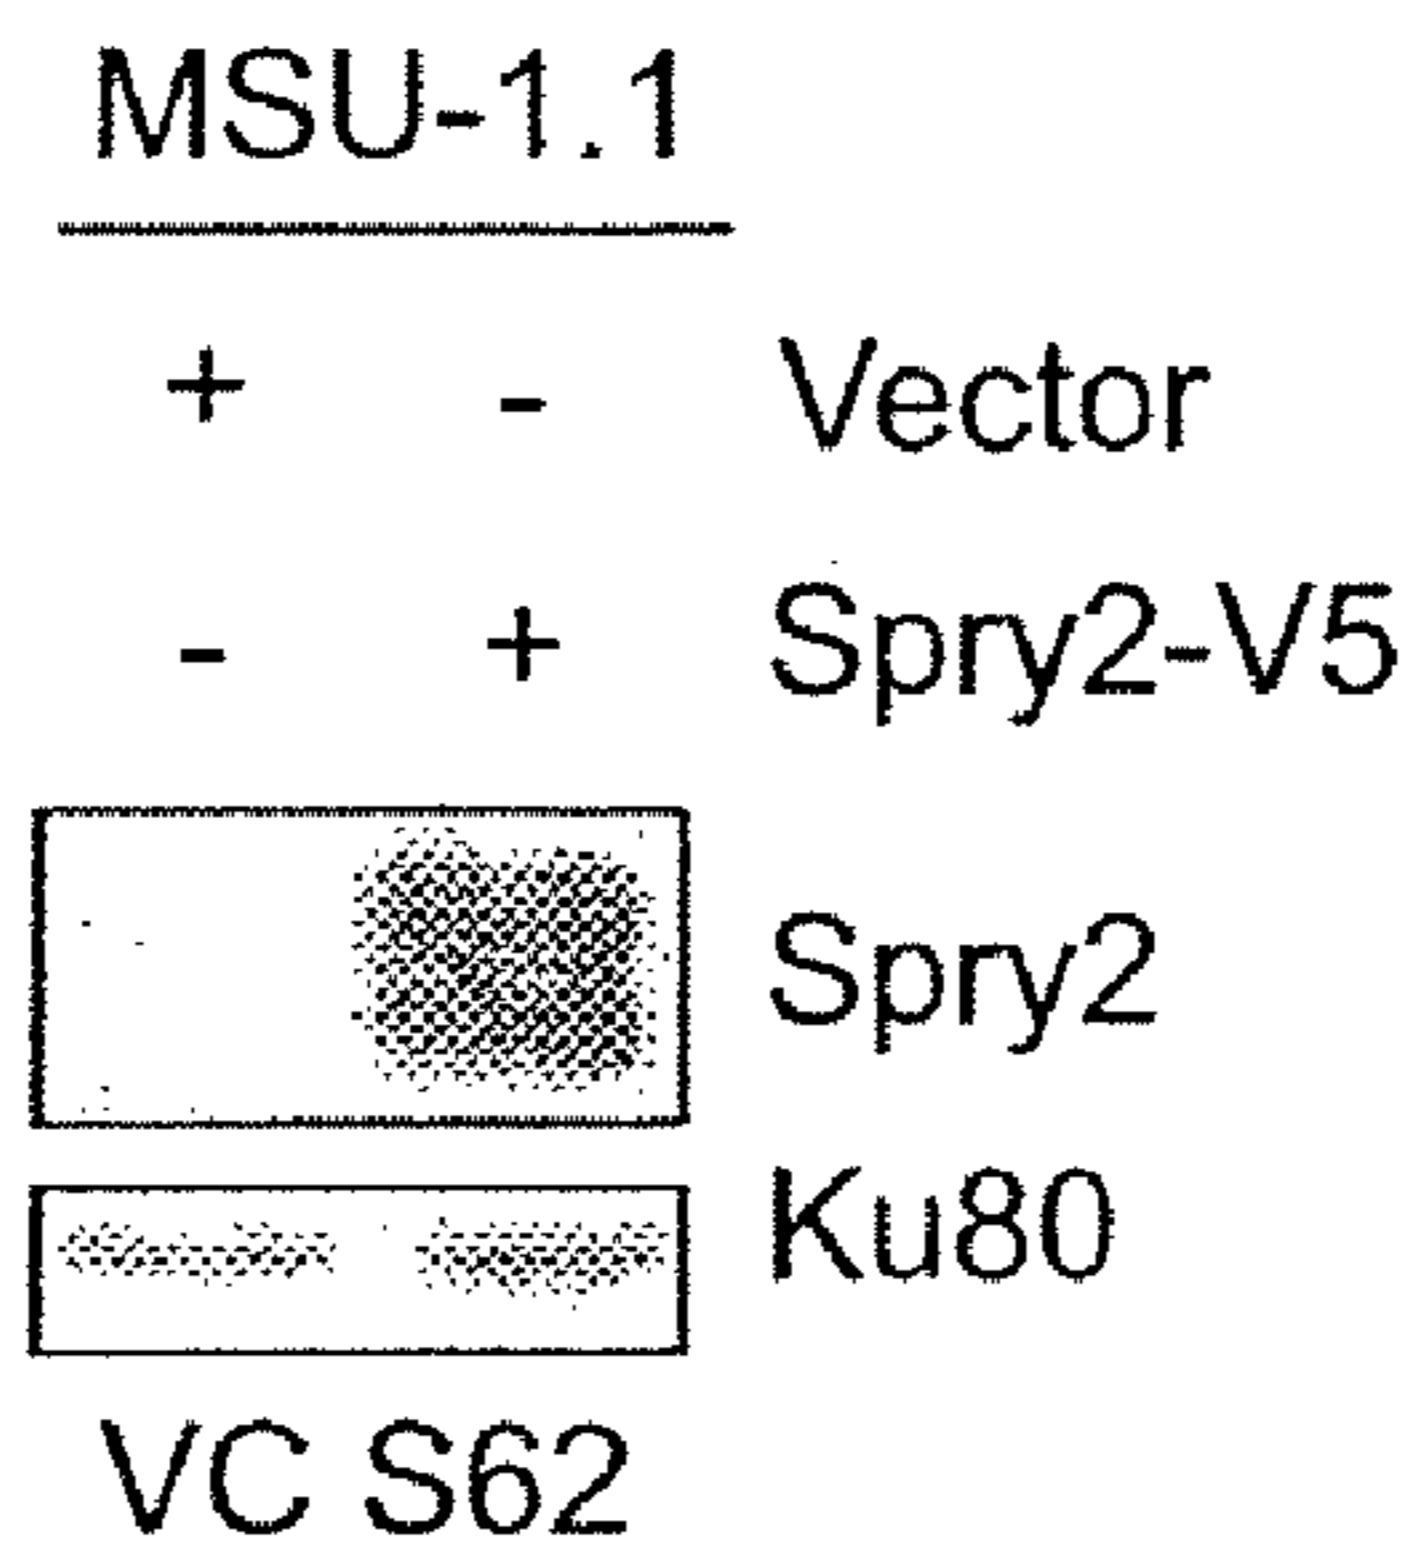 MSU-1.1
+ - Vector
- + Spry2-V5
Spry2
Ku80
VC S62